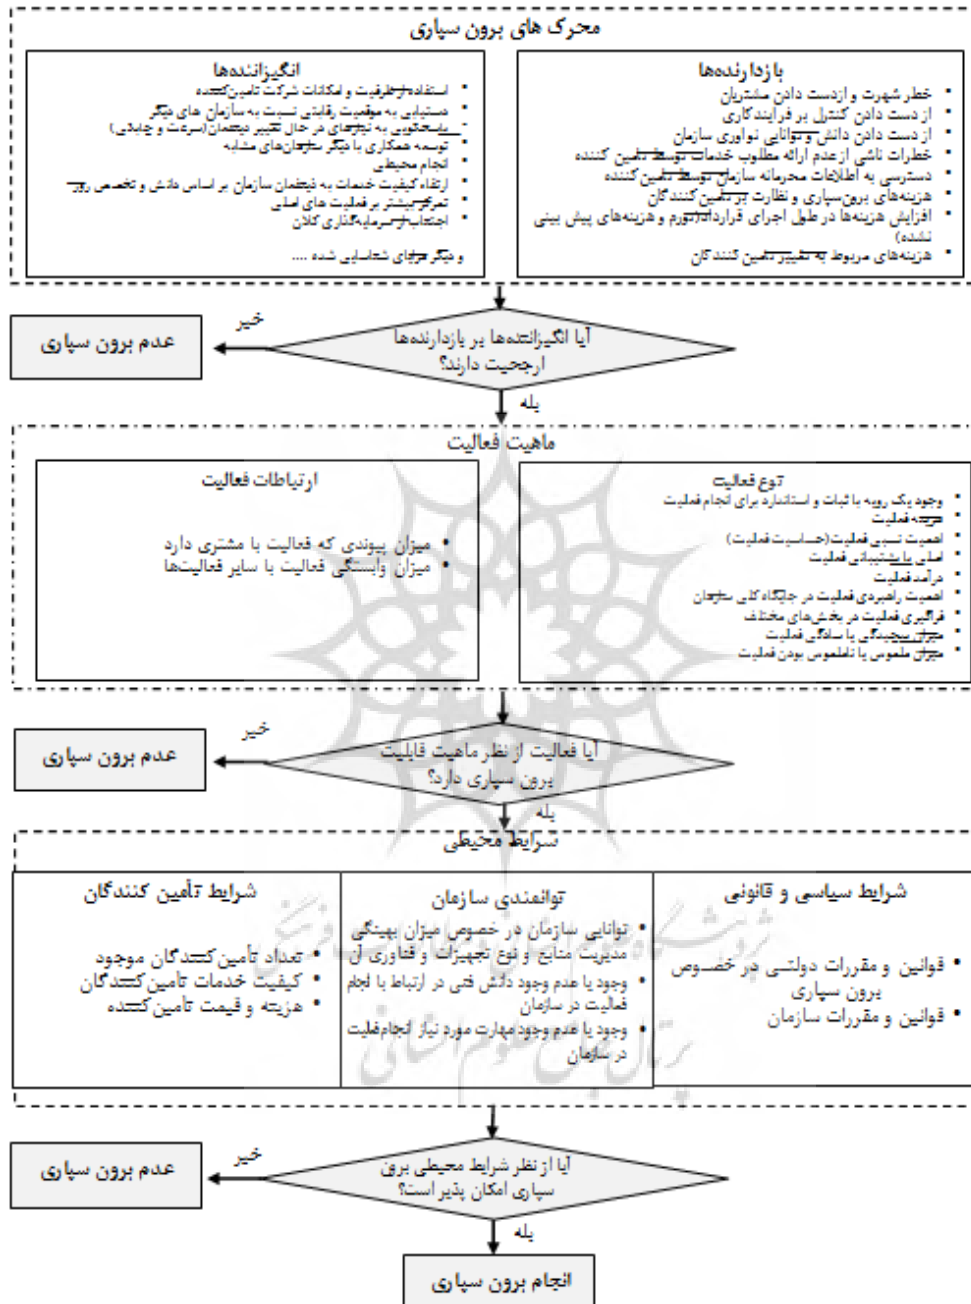 محرک های برون سپاری
بازدارنده‌ها
خطر شهرت و ازدست دادن مشتریان
از دست دادن کنترل بر فرایندکاری
از دست دادن دانش و توانایی نوآوری سازمان
خطرات ناشی از عدم ارائه مطلوب خدمات توسط تامین کننده
دسترسی به اطلاعات محرمانه سازمان توسط تامین کننده
هزینه‌های برون‌سپاری و نظارت بر تامین کنندگان
افزایش هزینه‌ها در طول اجرای قرارداد(تورم و هزینه‌های پیش بینی
نشده)
هزینه‌های مربوط به تغییر تامین کنندگان
انگیزاننده‌ها
استفاده از ظرفیت و امکانات شرکت تامین‌کننده
دستیابی به موقعیت رقابتی نسبت به سازمان های دیگر
پاسخگویی به نیازهای در حال تغییر ذینفعان(سرعت و چابکی)
توسعه همکاری با دیگر سازمان‌های مشابه
انجام محیطی
ارتقاء کیفیت خدمات به ذینفعان سازمان بر اساس دانش و تخصص روز
تمرکز بیشتر بر فعالیت های اصلی
اجتناب از سرمایه‌گذاری کلان
و دیگر مزایای شناسایی شده ....
آیا انگیزاننده‌ها بر بازدارنده‌ها
ارجحیت دارند؟
خیر
عدم برون سپاری
بله
ماهیت فعالیت
نوع فعالیت
وجود یک رویه با ثبات و استاندارد برای انجام فعالیت
هزینه فعالیت
اهمیت نسبی فعالیت(حساسیت فعالیت)
اصلی یا پشتیبانی فعالیت
درآمد فعالیت
اهمیت راهبردی فعالیت در جایگاه کلی سازمان
فراگیری فعالیت در بخش‌های مختلف
میزان پیچیدگی یا سادگی فعالیت
میزان ملموس یا ناملموس بودن فعالیت
ارتباطات فعالیت
میزان پیوندی که فعالیت با مشتری دارد
میزان وابستگی فعالیت با سایر فعالیت‌ها
آیا فعالیت از نظر ماهیت قابلیت
برون سپاری دارد؟
خیر
عدم برون سپاری
بله
شرایط محیطی
شرایط سیاسی و قانونی
قوانین و مقررات دولتی در خصوص
برون سپاری
قوانین و مقررات سازمان
توانمندی سازمان
توانایی سازمان در خصوص میزان بهینگی
مدیریت منابع و نوع تجهیزات و فناوری آن
وجود یا عدم وجود دانش فنی در ارتباط با انجام
فعالیت در سازمان
وجود یا عدم وجود مهارت مورد نیاز انجام‌فعلیت
در سازمان
شرایط تأمین کنندگان
تعداد تأمین‌کنندگان موجود
کیفیت خدمات تأمین‌کنندگان
هزینه و قیمت تامین‌کننده
پژوهشگاه علوم انسانی و مطالعات فرهنگی
پرتال جامع علوم انسانی
آیا از نظر شرایط محیطی برون
سپاری امکان پذیر است؟
خیر
عدم برون سپاری
بله
انجام برون سپاری